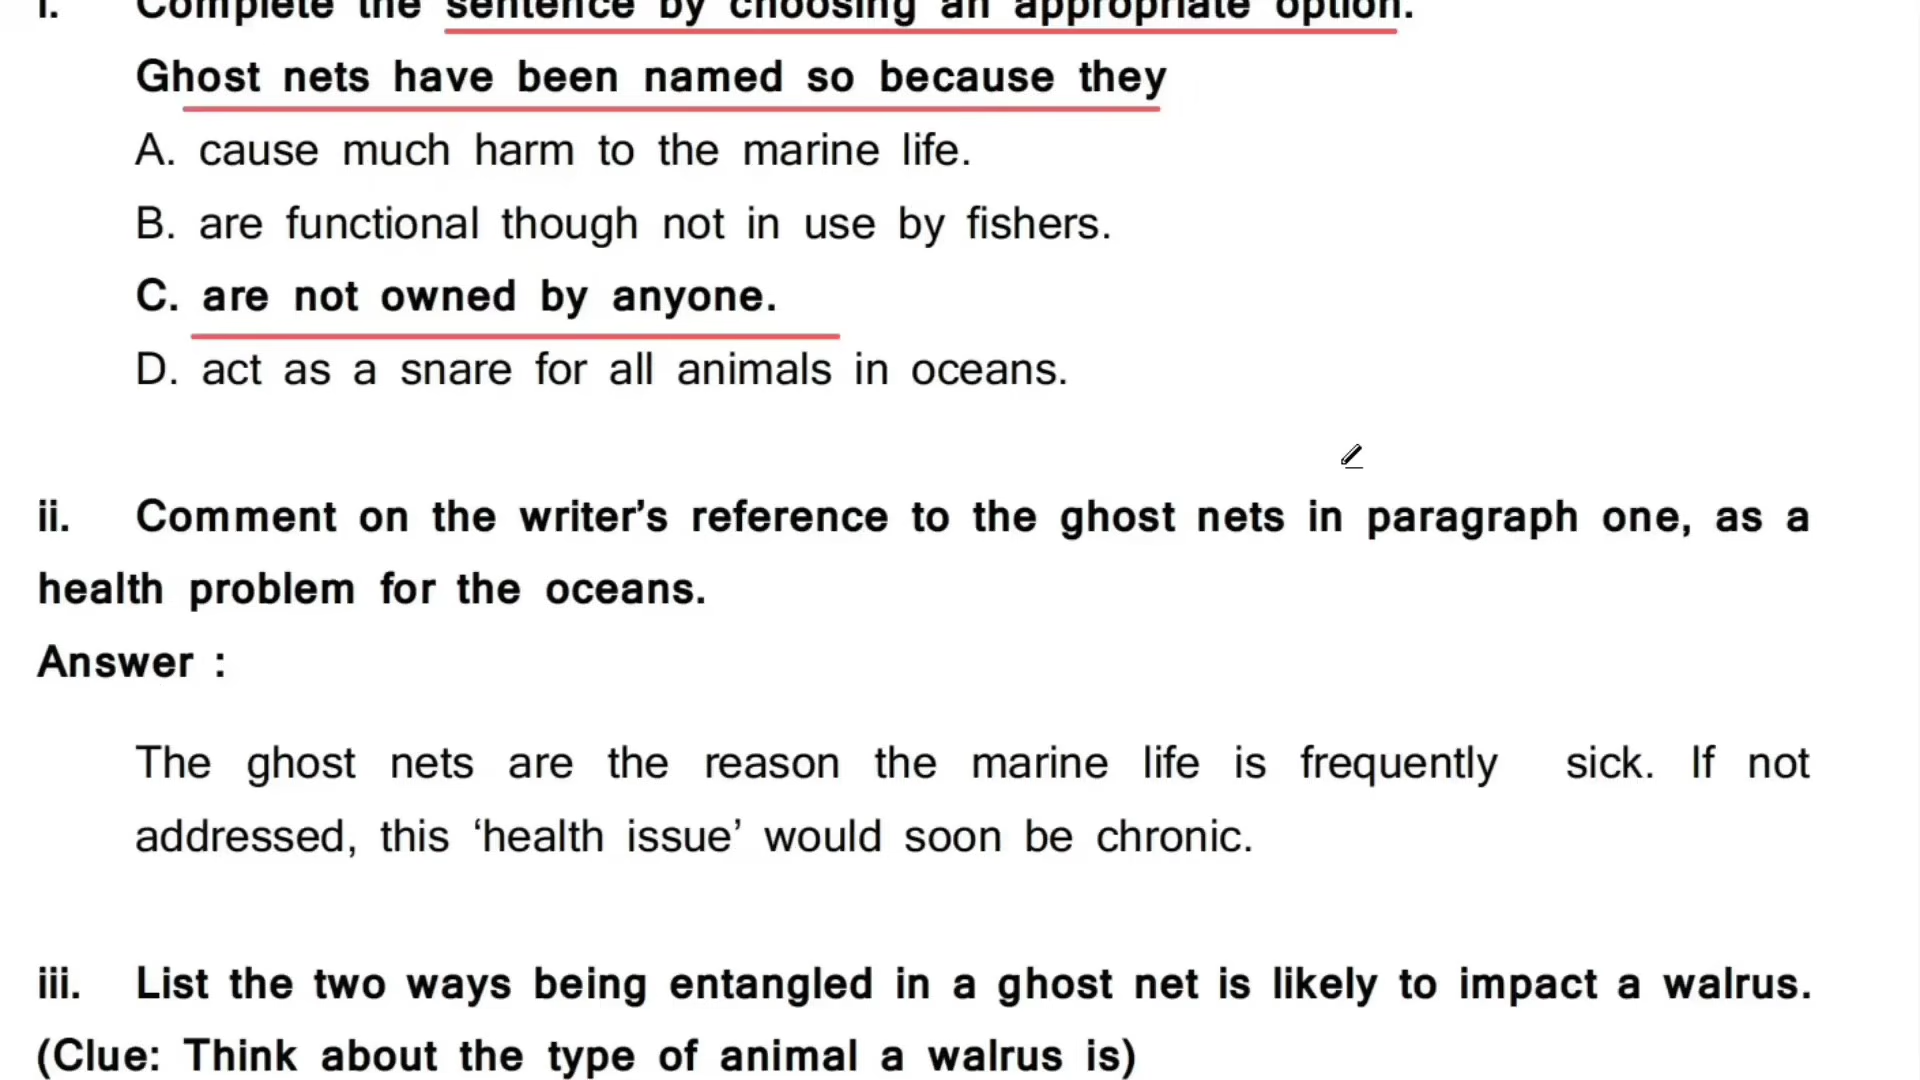 i. Complete the sentence by choosing an appropriate option.
Ghost nets have been named so because they
A. cause much harm to the marine life.
B. are functional though not in use by fishers.
C. are not owned by anyone.
D. act as a snare for all animals in oceans.
ii. Comment on the writer’s reference to the ghost nets in paragraph one, as a
health problem for the oceans.
Answer :
The ghost nets are the reason the marine life is frequently sick. If not
addressed, this ‘health issue’ would soon be chronic.
iii. List the two ways being entangled in a ghost net is likely to impact a walrus.
(Clue: Think about the type of animal a walrus is)